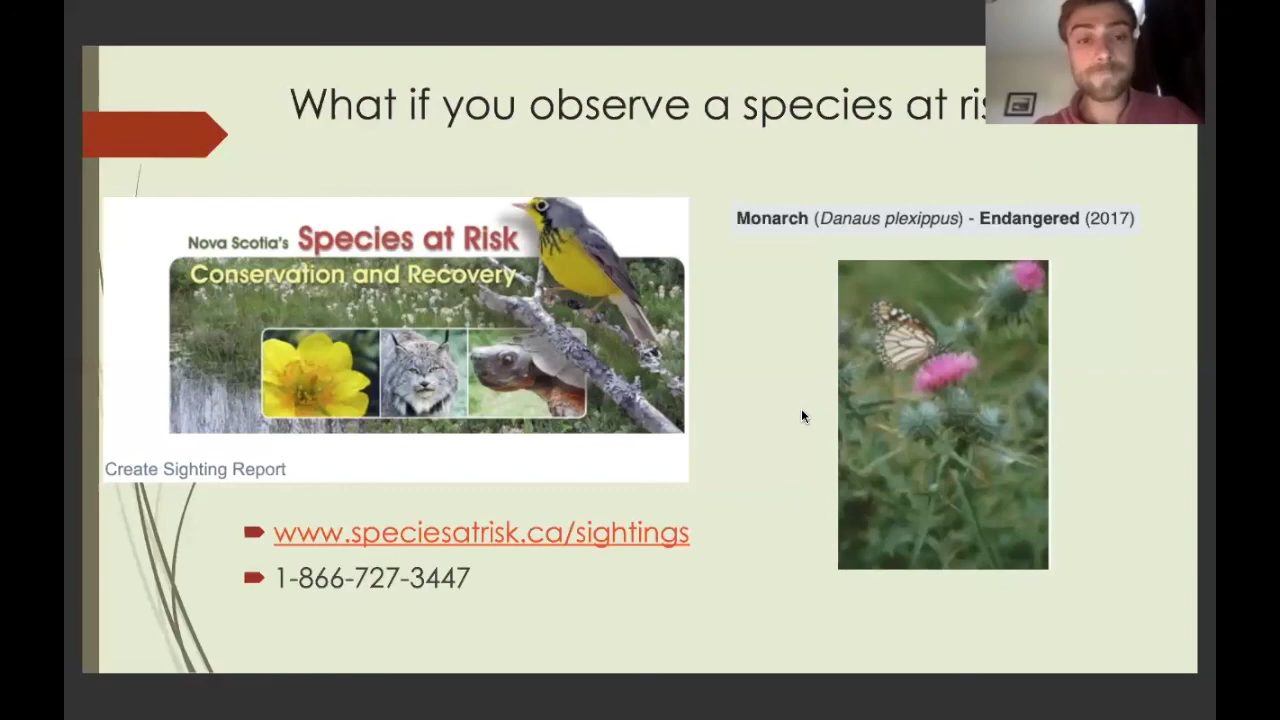 What if you observe a species at ris
Nova Scotia's Species at Risk
Conservation and Recovery
Create Sighting Report
www.speciesatrisk.ca/sightings
1-866-727-3447
Monarch (Danaus plexippus) - Endangered (2017)